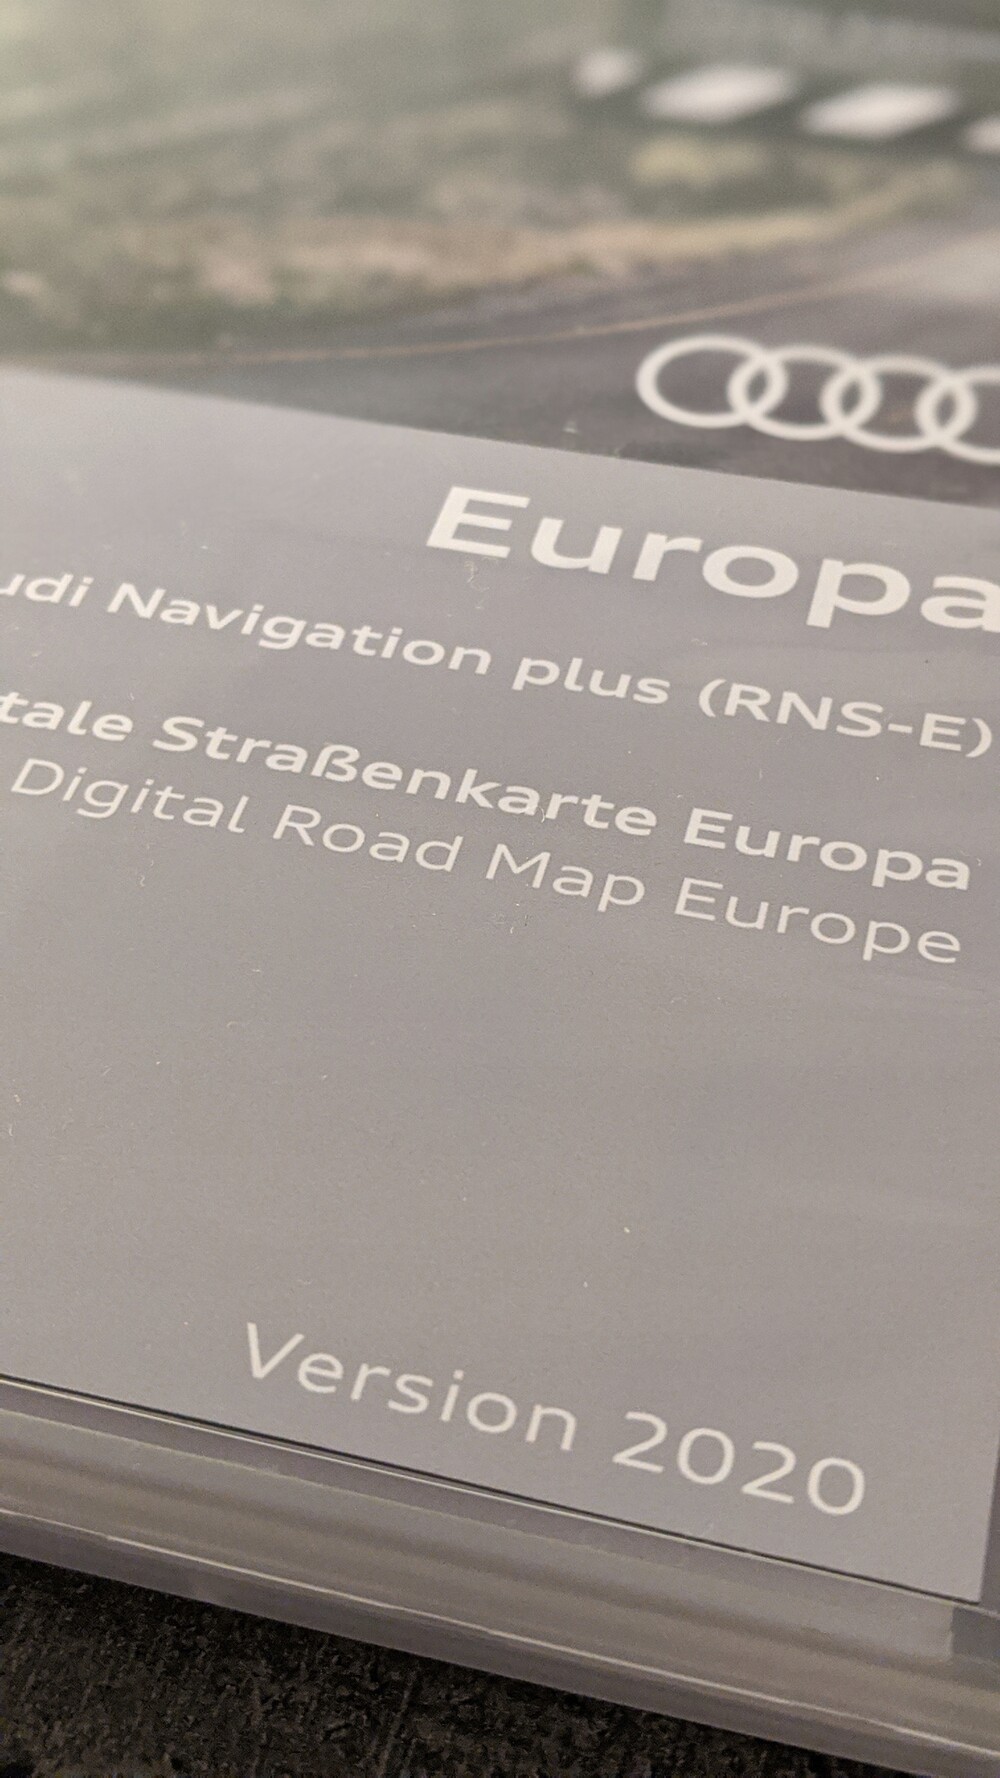 Europa
udi Navigation plus (RNS-E)
tale Straßenkarte Europa
Digital Road Map Europe
Version 2020